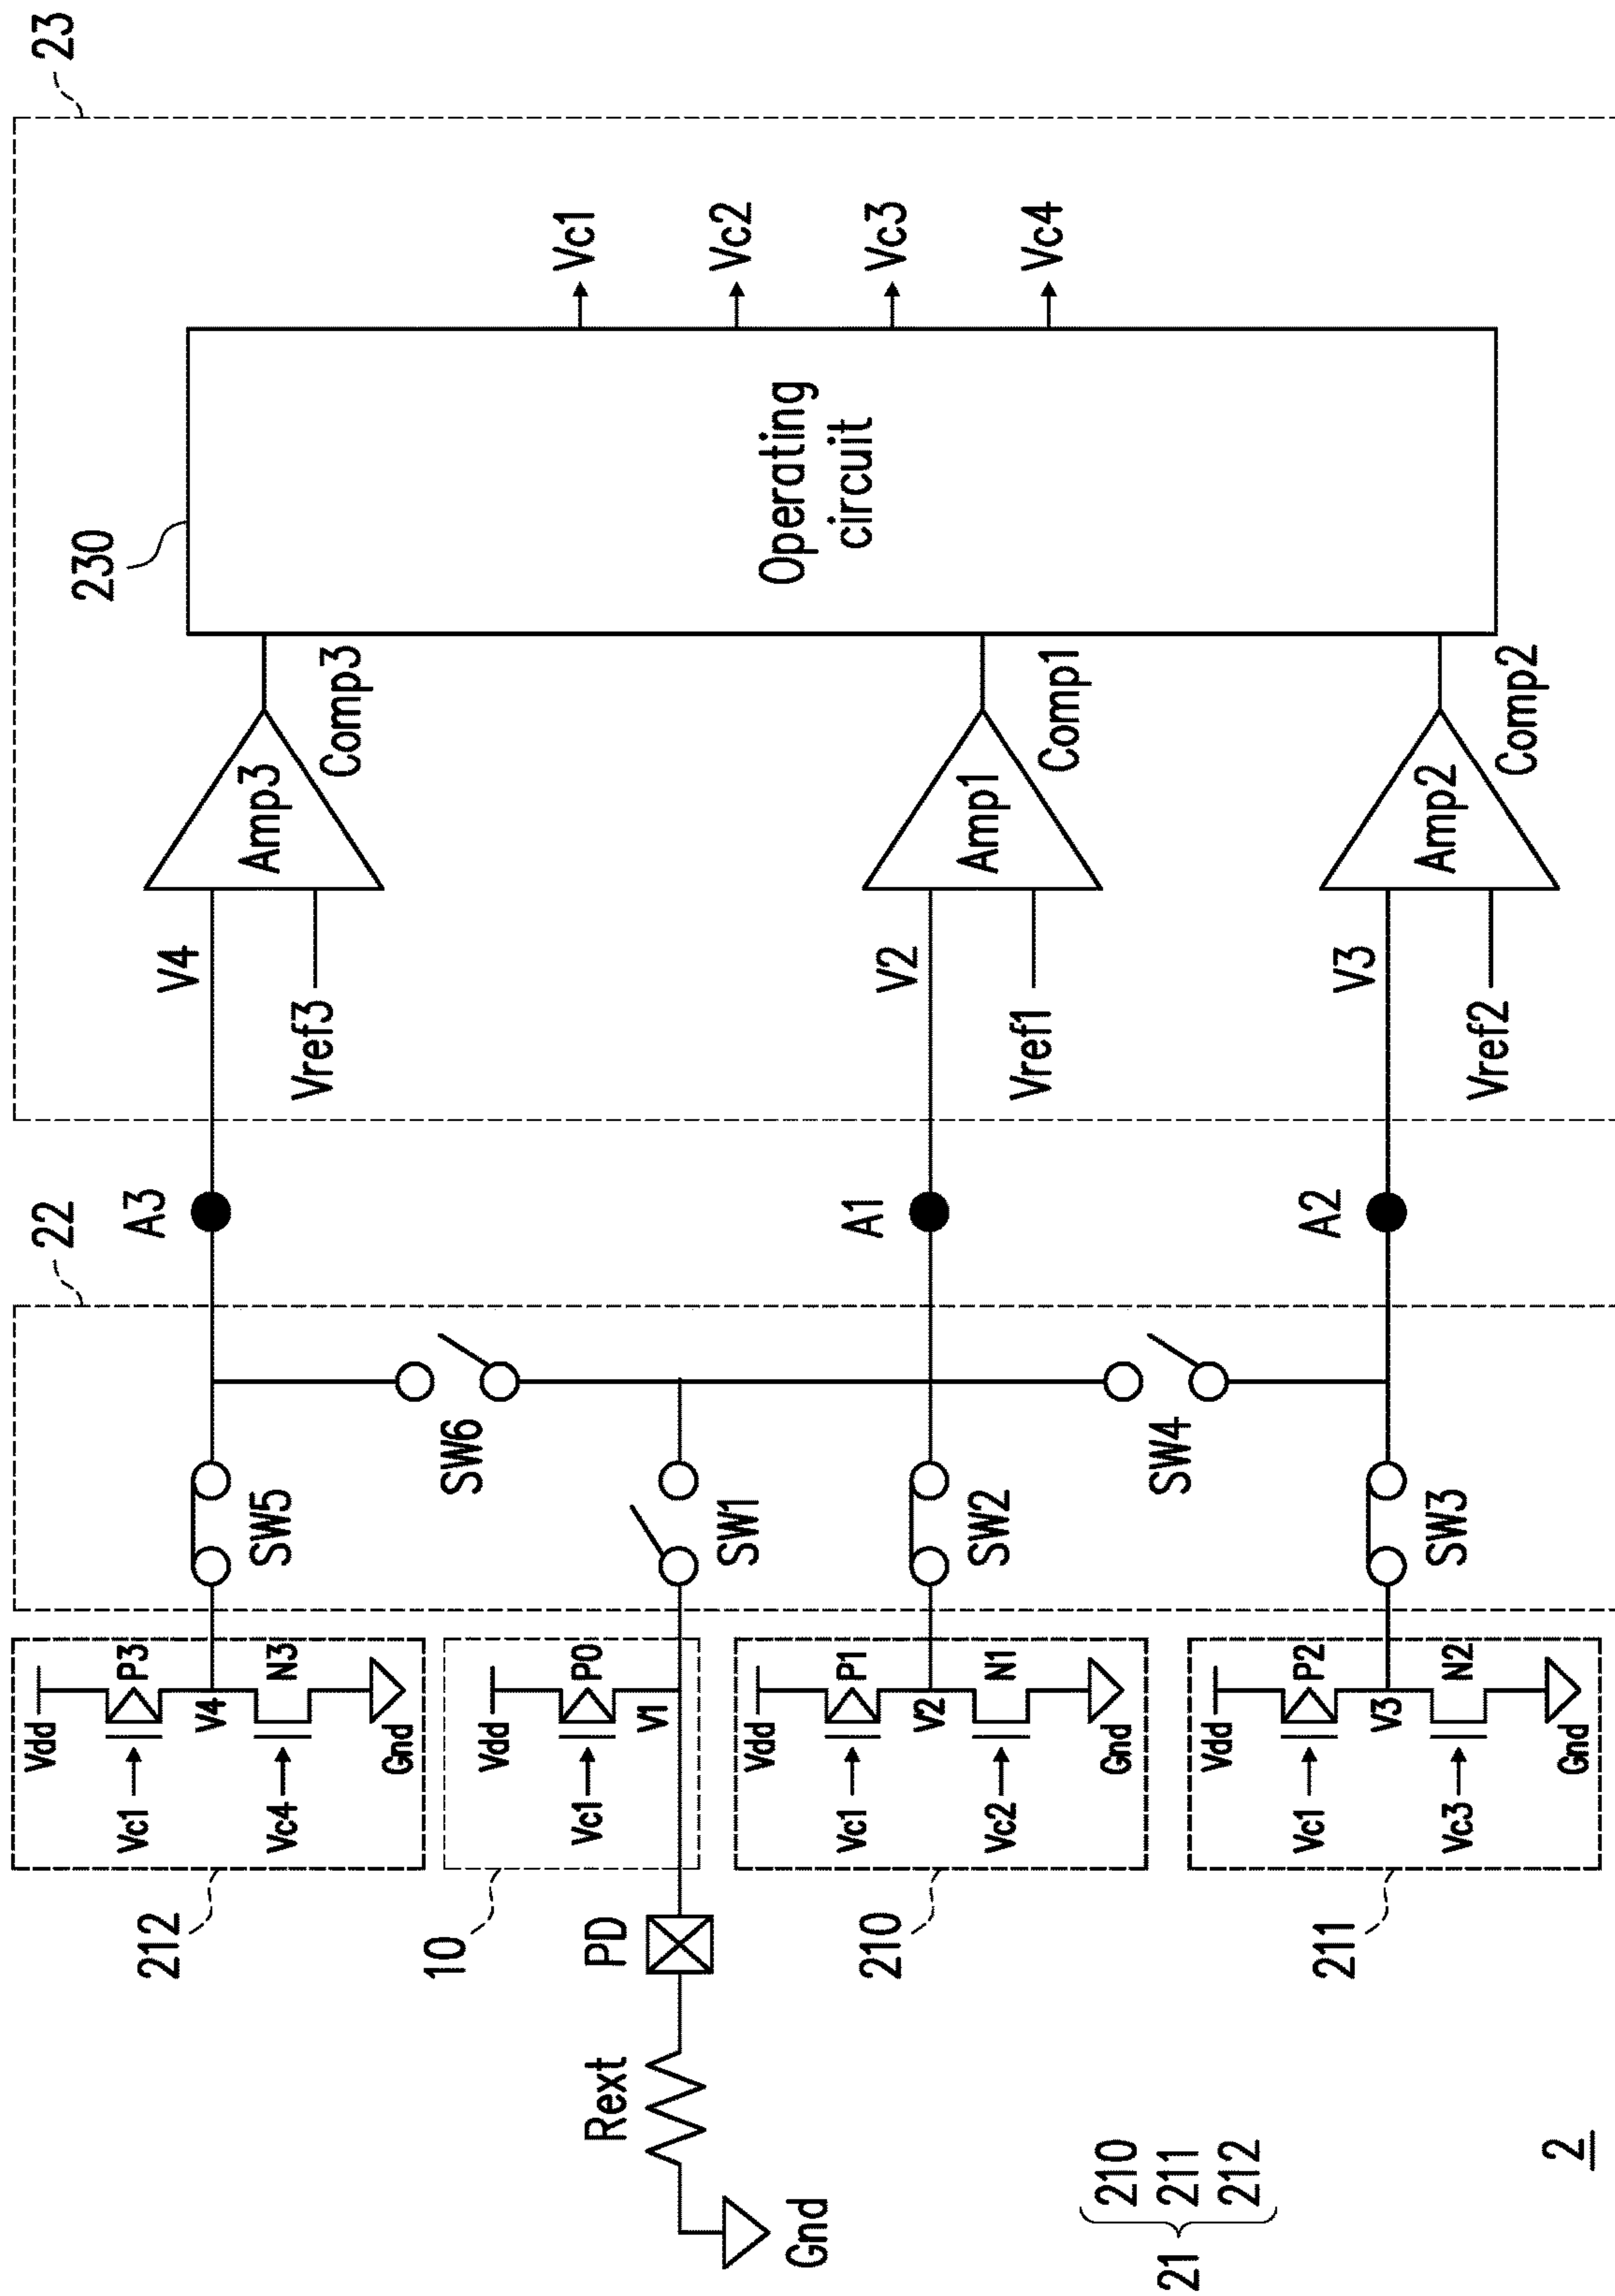 23
22
230
212
Vdd
Vc1
P3
V4
Vc4
N3
Gnd
SW5
A3
V4
Vref3
Amp3
Comp3
SW6
10
Vdd
Vc1
P0
V1
SW1
Gnd
Rext
PD
210
Vdd
Vc1
P1
V2
Vc2
N1
Gnd
SW2
A1
V2
Vref1
Amp1
Comp1
SW4
211
Vdd
Vc1
P2
V3
Vc3
N2
Gnd
SW3
A2
V3
Vref2
Amp2
Comp2
Operating
circuit
Vc1
Vc2
Vc3
Vc4
21
210
211
212
2